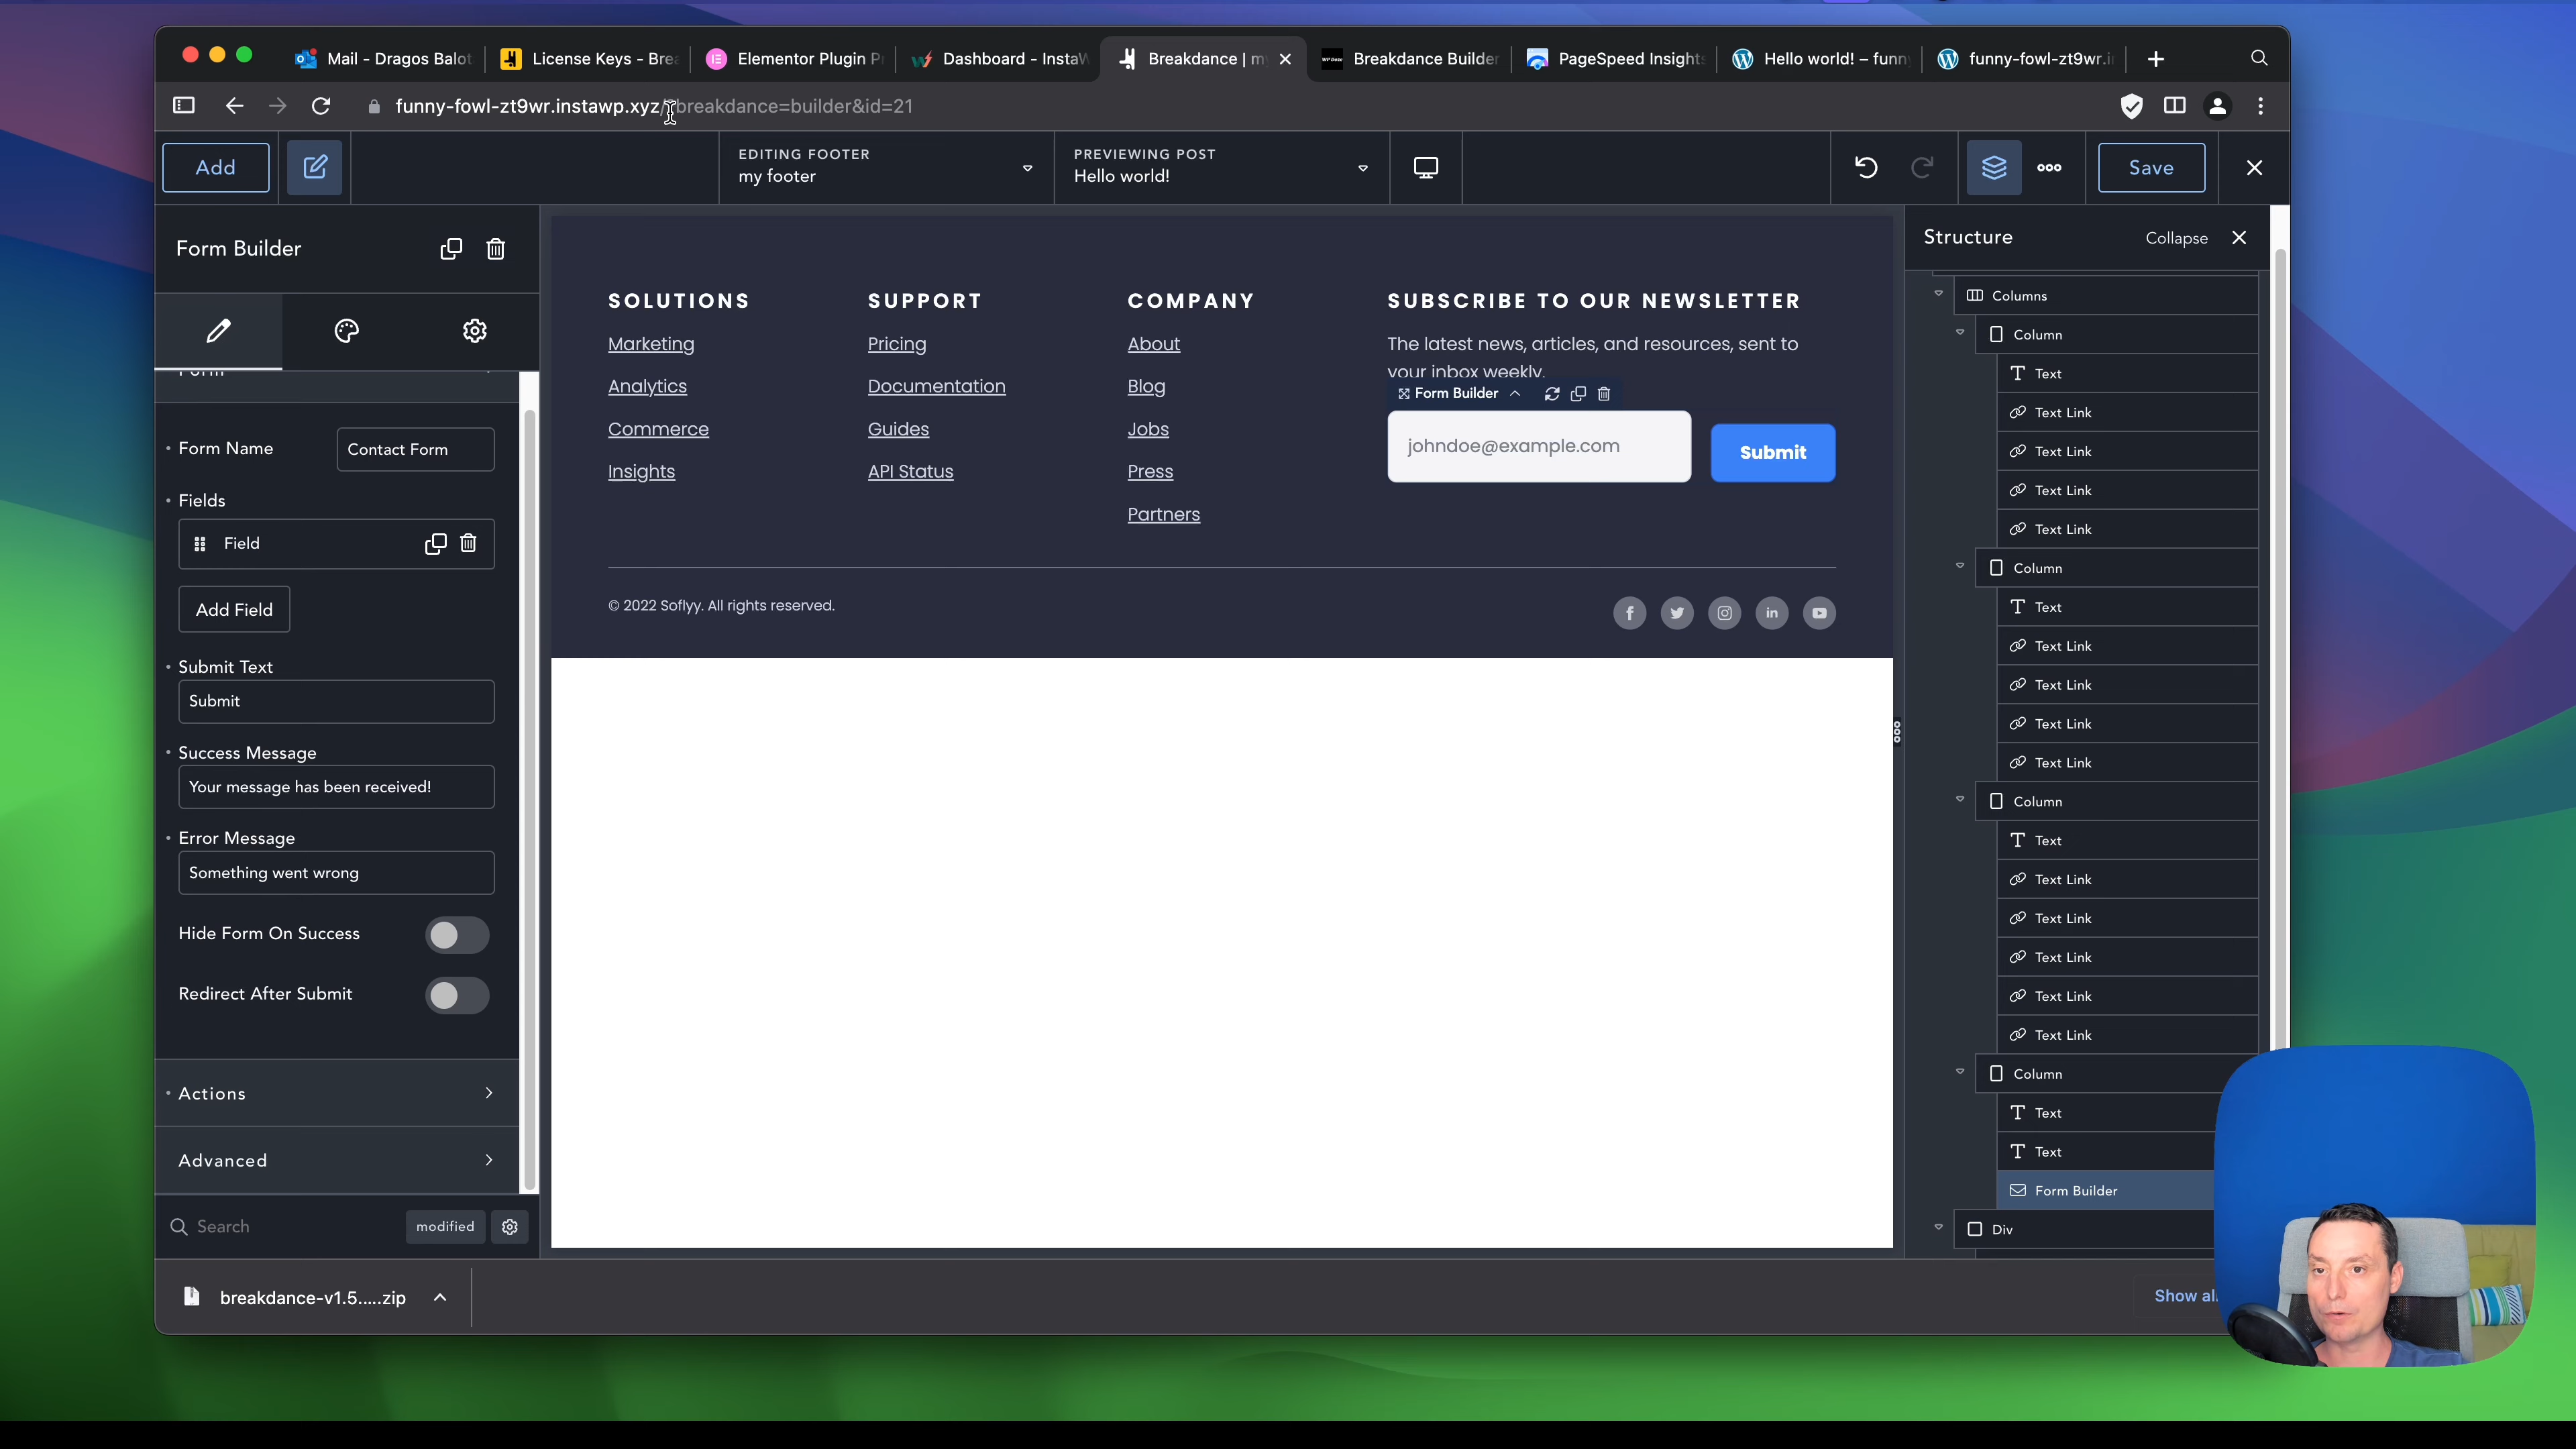 Mail - Dragos Balot
License Keys - Brea
Elementor Plugin Pr
Dashboard - InstaW
Breakdance | m
Breakdance Builder
PageSpeed Insights
Hello world! – funny
funny-fowl-zt9wr.i
funny-fowl-zt9wr.instawp.xyz/?breakdance=builder&id=21
Add
EDITING FOOTER
my footer
PREVIEWING POST
Hello world!
Save
Form Builder
Form
Form Name
Contact Form
Fields
Field
Add Field
Submit Text
Submit
Success Message
Your message has been received!
Error Message
Something went wrong
Hide Form On Success
Redirect After Submit
Actions
Advanced
Search
modified
SOLUTIONS
Marketing
Analytics
Commerce
Insights
SUPPORT
Pricing
Documentation
Guides
API Status
COMPANY
About
Blog
Jobs
Press
Partners
SUBSCRIBE TO OUR NEWSLETTER
The latest news, articles, and resources, sent to
your inbox weekly.
Form Builder
johndoe@example.com
Submit
© 2022 Soflyy. All rights reserved.
Structure
Collapse
Columns
Column
Text
Text Link
Text Link
Text Link
Text Link
Column
Text
Text Link
Text Link
Text Link
Text Link
Column
Text
Text Link
Text Link
Text Link
Text Link
Text Link
Column
Text
Text
Form Builder
Div
breakdance-v1.5.....zip
Show all